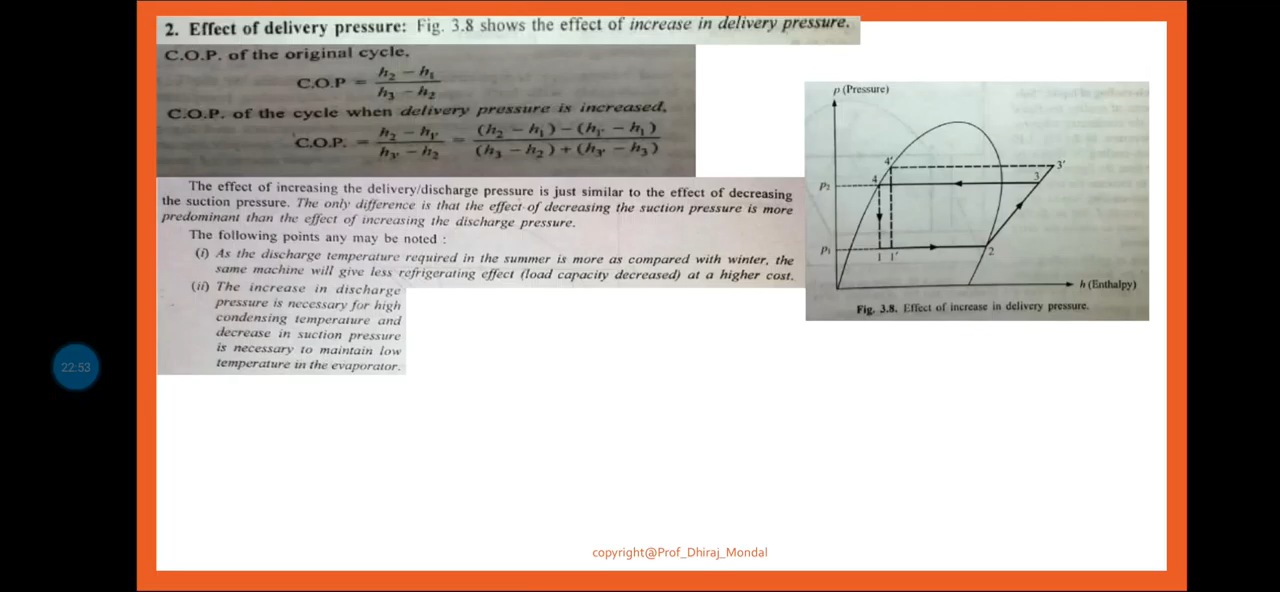 2. Effect of delivery pressure: Fig. 3.8 shows the effect of increase in delivery pressure.
C.O.P. of the original cycle,
C.O.P = (h₂ – h₁) / (h₃ – h₂)
C.O.P. of the cycle when delivery pressure is increased,
C.O.P. = (h₂ – h₁′) / (h₃′ – h₂) = ((h₂ – h₁) – (h₁′ – h₁)) / ((h₃ – h₂) + (h₃′ – h₃))
The effect of increasing the delivery/discharge pressure is just similar to the effect of decreasing
the suction pressure. The only difference is that the effect of decreasing the suction pressure is more
predominant than the effect of increasing the discharge pressure.
The following points any may be noted :
(i) As the discharge temperature required in the summer is more as compared with winter, the
same machine will give less refrigerating effect (load capacity decreased) at a higher cost.
(ii) The increase in discharge
pressure is necessary for high
condensing temperature and
decrease in suction pressure
is necessary to maintain low
temperature in the evaporator.
p (Pressure)
4′
3′
4
3
p₂
p₁
1 1′
2
h (Enthalpy)
Fig. 3.8. Effect of increase in delivery pressure.
22:53
copyright@Prof_Dhiraj_Mondal